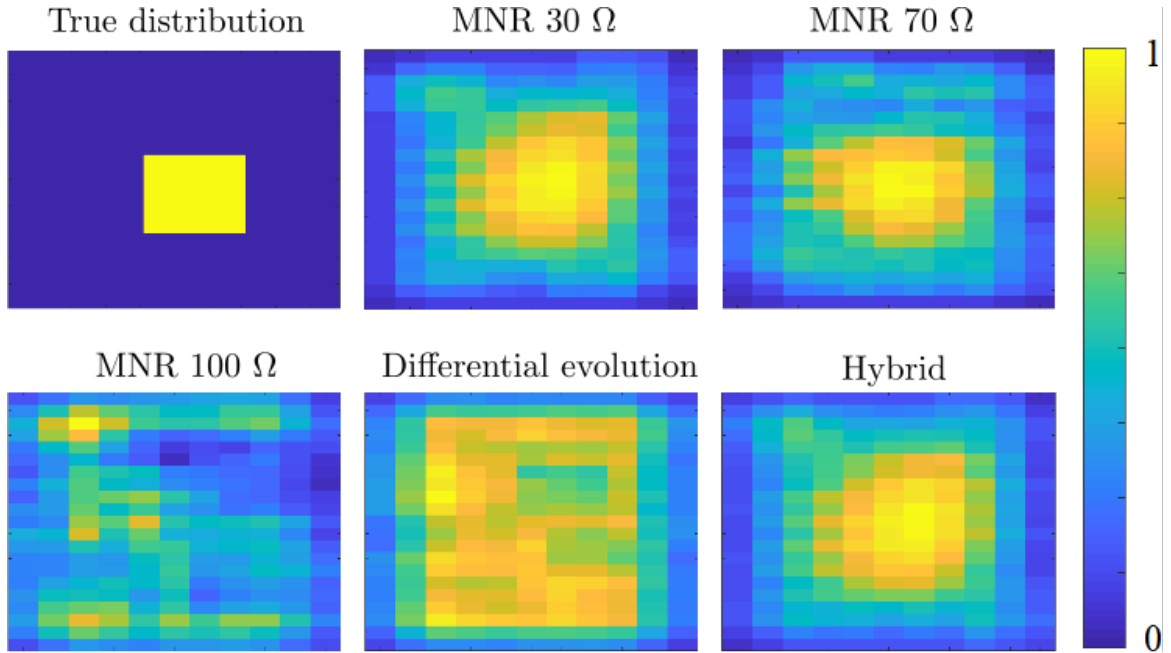 True distribution
MNR 30 Ω
MNR 70 Ω
1
MNR 100 Ω
Differential evolution
Hybrid
0